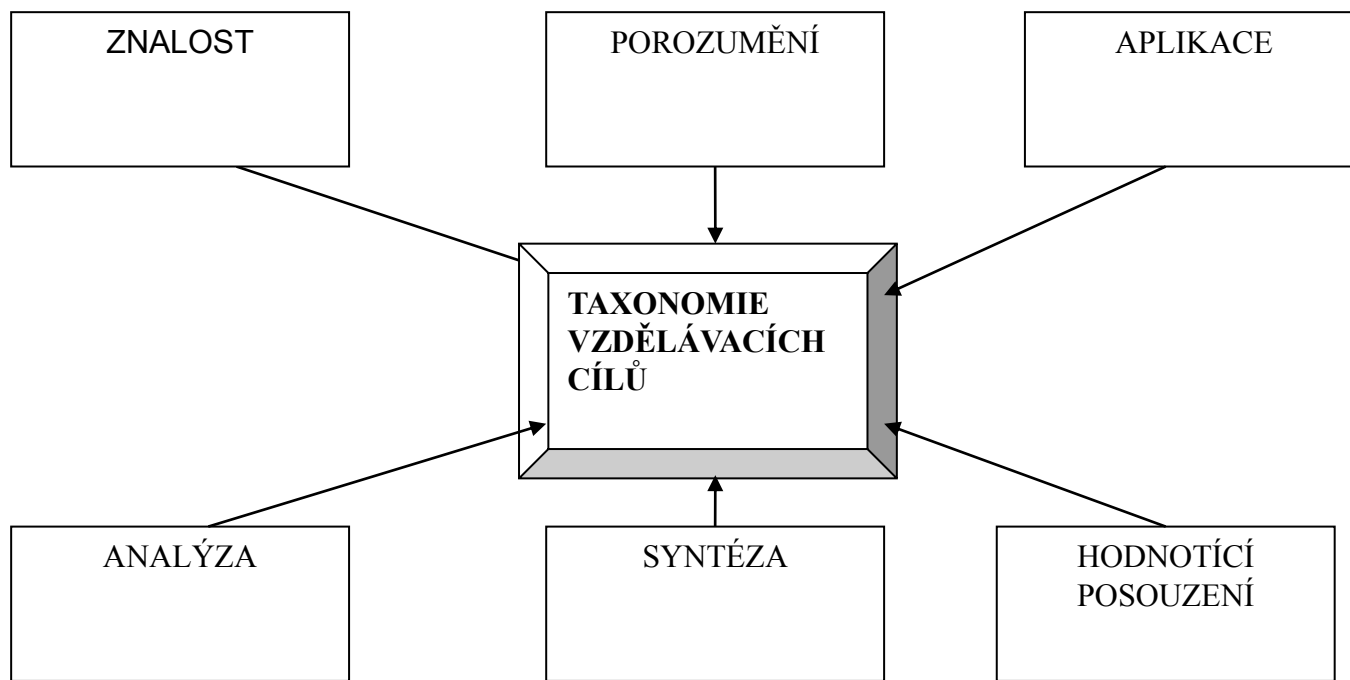 ZNALOST
POROZUMĚNÍ
APLIKACE
TAXONOMIE
VZDĚLÁVACÍCH
CÍLŮ
ANALÝZA
SYNTÉZA
HODNOTÍCÍ
POSOUZENÍ